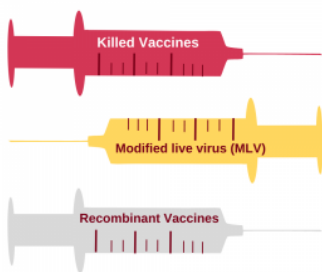 Killed Vaccines
Modified live virus (MLV)
Recombinant Vaccines